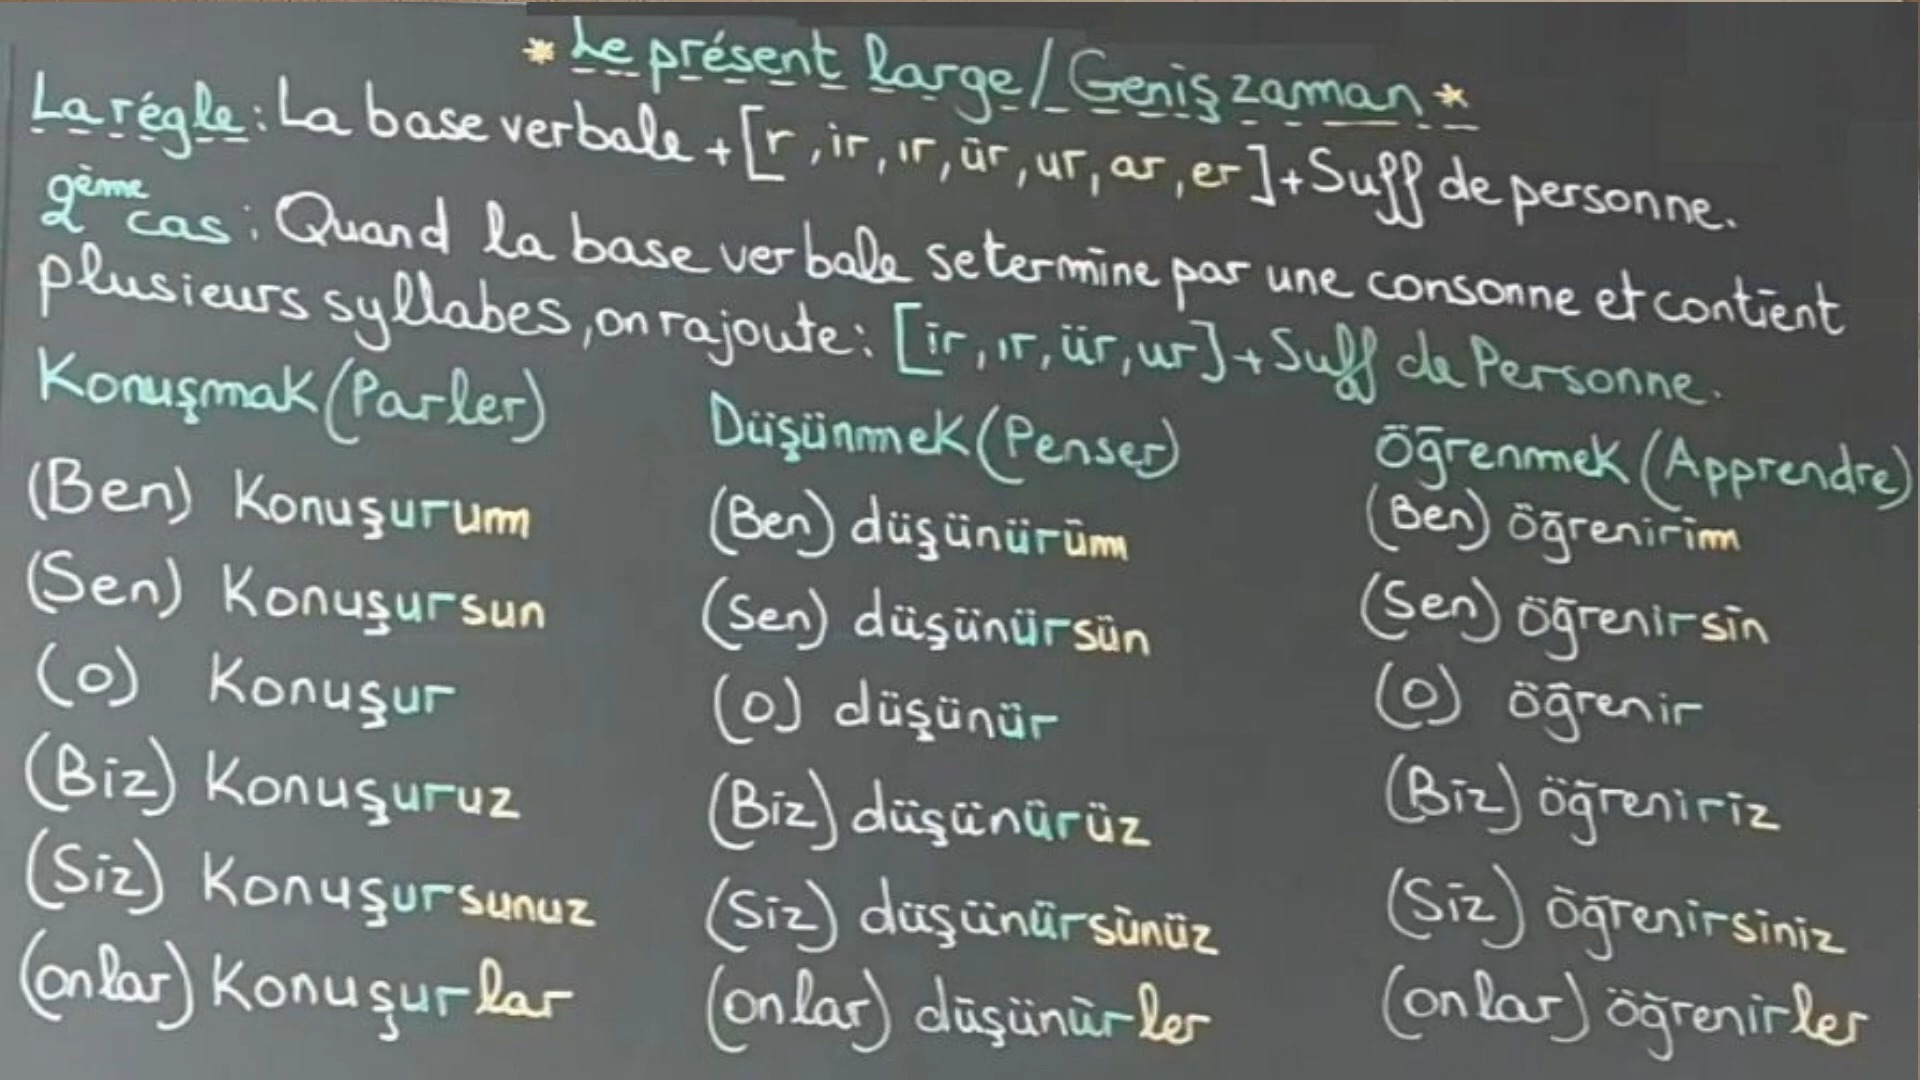 * Le présent large / Geniş zaman *
La régle : La base verbale + [r, ir, ır, ür, ur, ar, er] + Suff de personne.
2ème cas : Quand la base verbale se termine par une consonne et contient
plusieurs syllabes, on rajoute : [ir, ır, ür, ur] + Suff de Personne.
Konuşmak (Parler) Düşünmek (Penser) Öğrenmek (Apprendre)
(Ben) Konuşurum (Ben) düşünürüm (Ben) öğrenirim
(Sen) Konuşursun (Sen) düşünürsün (Sen) öğrenirsin
(o) Konuşur (o) düşünür (o) öğrenir
(Biz) Konuşuruz (Biz) düşünürüz (Biz) öğreniriz
(Siz) Konuşursunuz (Siz) düşünürsünüz (Siz) öğrenirsiniz
(onlar) Konuşurlar (onlar) düşünürler (onlar) öğrenirler